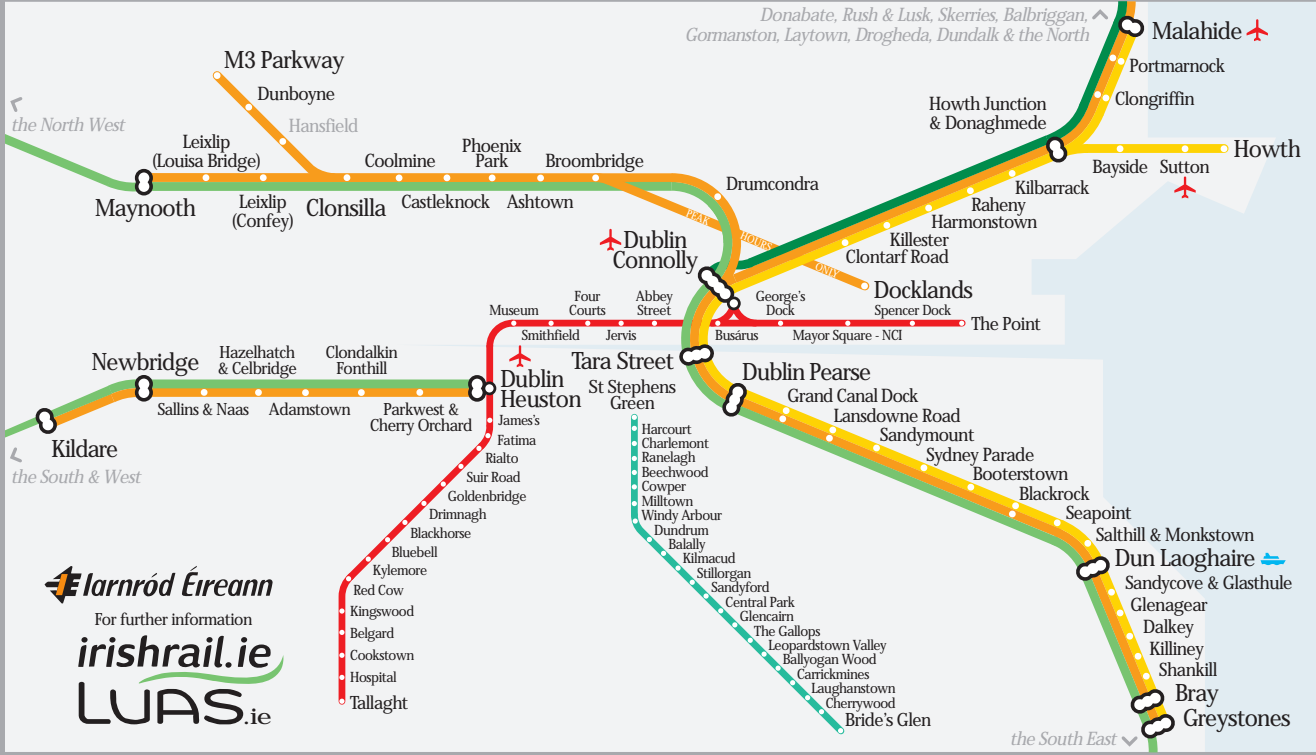 Donabate, Rush & Lusk, Skerries, Balbriggan,
Gormanston, Laytown, Drogheda, Dundalk & the North
Malahide
Portmarnock
Clongriffin
Howth Junction
& Donaghmede
Howth
Bayside
Sutton
Kilbarrack
Raheny
Harmonstown
Killester
Clontarf Road
M3 Parkway
Dunboyne
Hansfield
the North West
Leixlip
(Louisa Bridge)
Maynooth
Leixlip
(Confey)
Clonsilla
Coolmine
Castleknock
Phoenix
Park
Ashtown
Broombridge
Drumcondra
PEAK
HOURS
ONLY
Docklands
Dublin
Connolly
Museum
Smithfield
Four
Courts
Jervis
Abbey
Street
Busárus
George's
Dock
Mayor Square - NCI
Spencer Dock
The Point
Newbridge
Hazelhatch
& Celbridge
Clondalkin
Fonthill
Sallins & Naas
Adamstown
Parkwest &
Cherry Orchard
Kildare
the South & West
Dublin
Heuston
James's
Fatima
Rialto
Suir Road
Goldenbridge
Drimnagh
Blackhorse
Bluebell
Kylemore
Red Cow
Kingswood
Belgard
Cookstown
Hospital
Tallaght
Tara Street
St Stephens
Green
Harcourt
Charlemont
Ranelagh
Beechwood
Cowper
Milltown
Windy Arbour
Dundrum
Balally
Kilmacud
Stillorgan
Sandyford
Central Park
Glencairn
The Gallops
Leopardstown Valley
Ballyogan Wood
Carrickmines
Laughanstown
Cherrywood
Bride's Glen
Dublin Pearse
Grand Canal Dock
Lansdowne Road
Sandymount
Sydney Parade
Booterstown
Blackrock
Seapoint
Salthill & Monkstown
Dun Laoghaire
Sandycove & Glasthule
Glenagear
Dalkey
Killiney
Shankill
Bray
Greystones
the South East
Iarnród Éireann
For further information
irishrail.ie
LUAS.ie